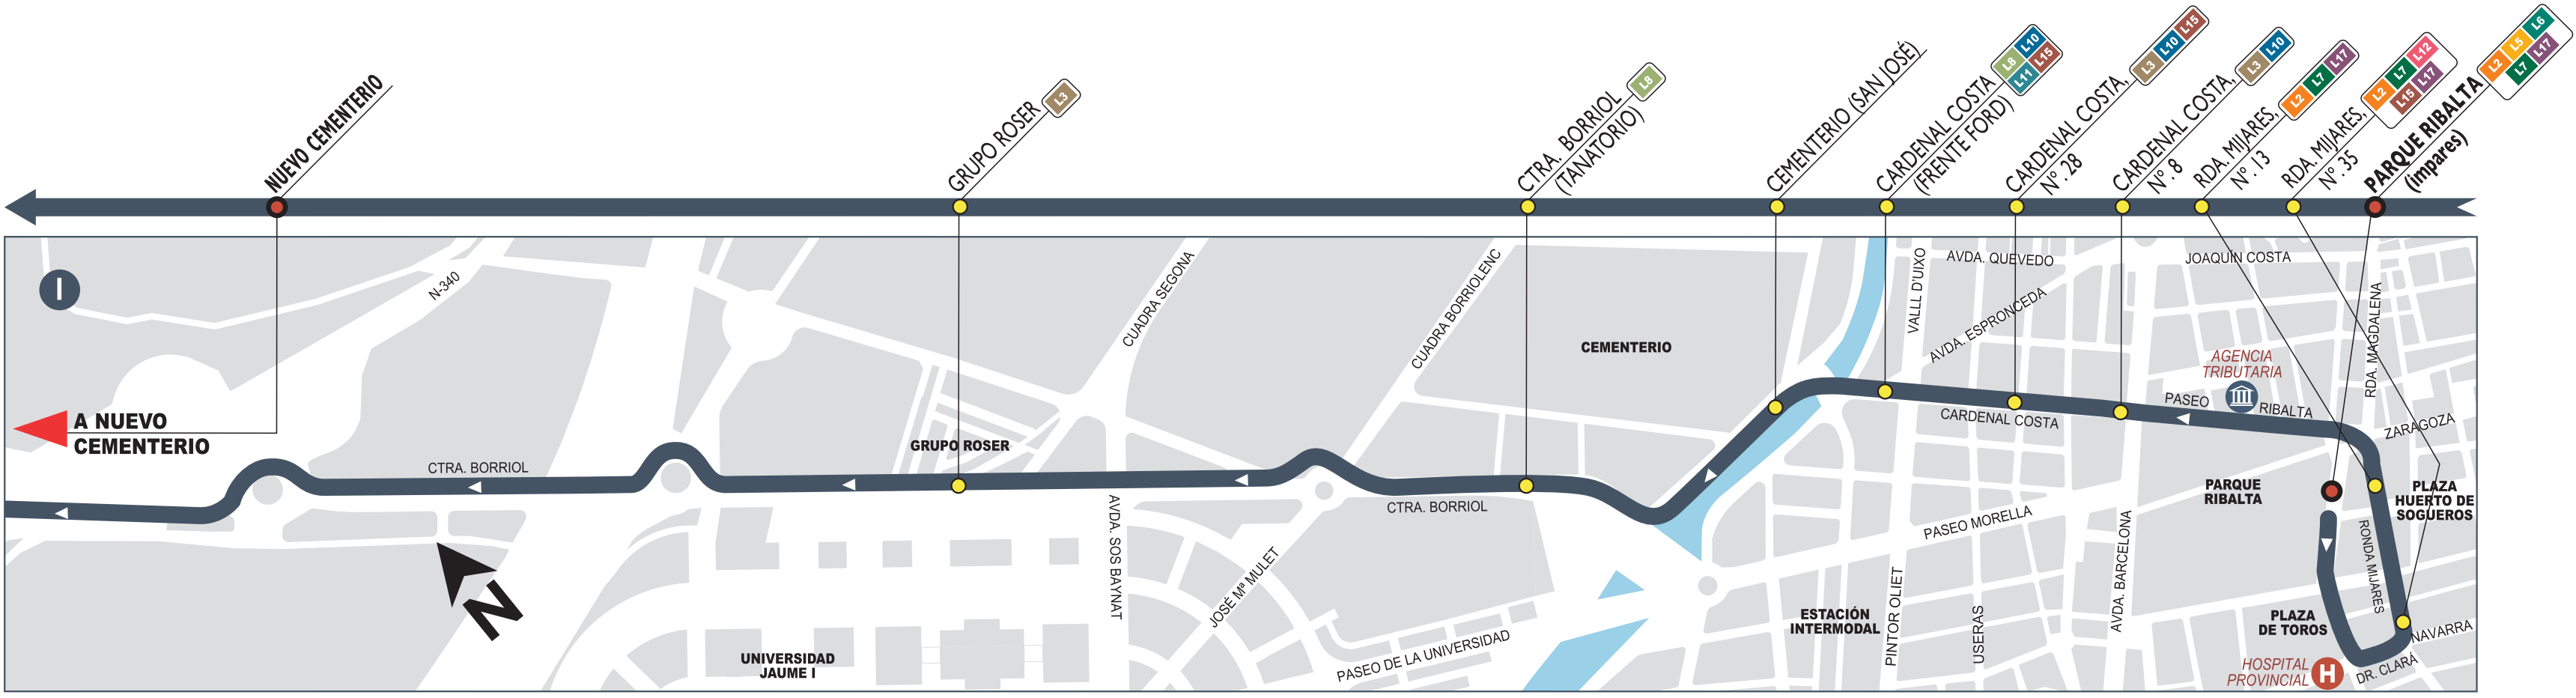 NUEVO CEMENTERIO
GRUPO ROSER
L3
CTRA. BORRIOL
(TANATORIO)
L8
CEMENTERIO (SAN JOSÉ)
CARDENAL COSTA
(FRENTE FORD)
L8 L10
L11 L15
CARDENAL COSTA,
Nº. 28
L3 L10 L15
CARDENAL COSTA,
Nº. 8
L3 L10
RDA. MIJARES,
Nº. 13
L2 L7 L17
RDA. MIJARES,
Nº. 35
L2 L7 L12
L15 L17
PARQUE RIBALTA
(impares)
L2 L5 L6
L7 L17
I
N-340
CUADRA SEGONA
CUADRA BORRIOLENC
CEMENTERIO
VALLL D'UIXO
AVDA. QUEVEDO
AVDA. ESPRONCEDA
JOAQUÍN COSTA
RDA. MAGDALENA
AGENCIA
TRIBUTARIA
PASEO RIBALTA
ZARAGOZA
CARDENAL COSTA
A NUEVO
CEMENTERIO
CTRA. BORRIOL
GRUPO ROSER
CTRA. BORRIOL
AVDA. SOS BAYNAT
JOSÉ Mª MULET
PASEO DE LA UNIVERSIDAD
UNIVERSIDAD
JAUME I
N
ESTACIÓN
INTERMODAL
PINTOR OLIET
USERAS
PASEO MORELLA
AVDA. BARCELONA
PARQUE
RIBALTA
PLAZA
HUERTO DE
SOGUEROS
RONDA MIJARES
PLAZA
DE TOROS
NAVARRA
DR. CLARÁ
HOSPITAL
PROVINCIAL
H